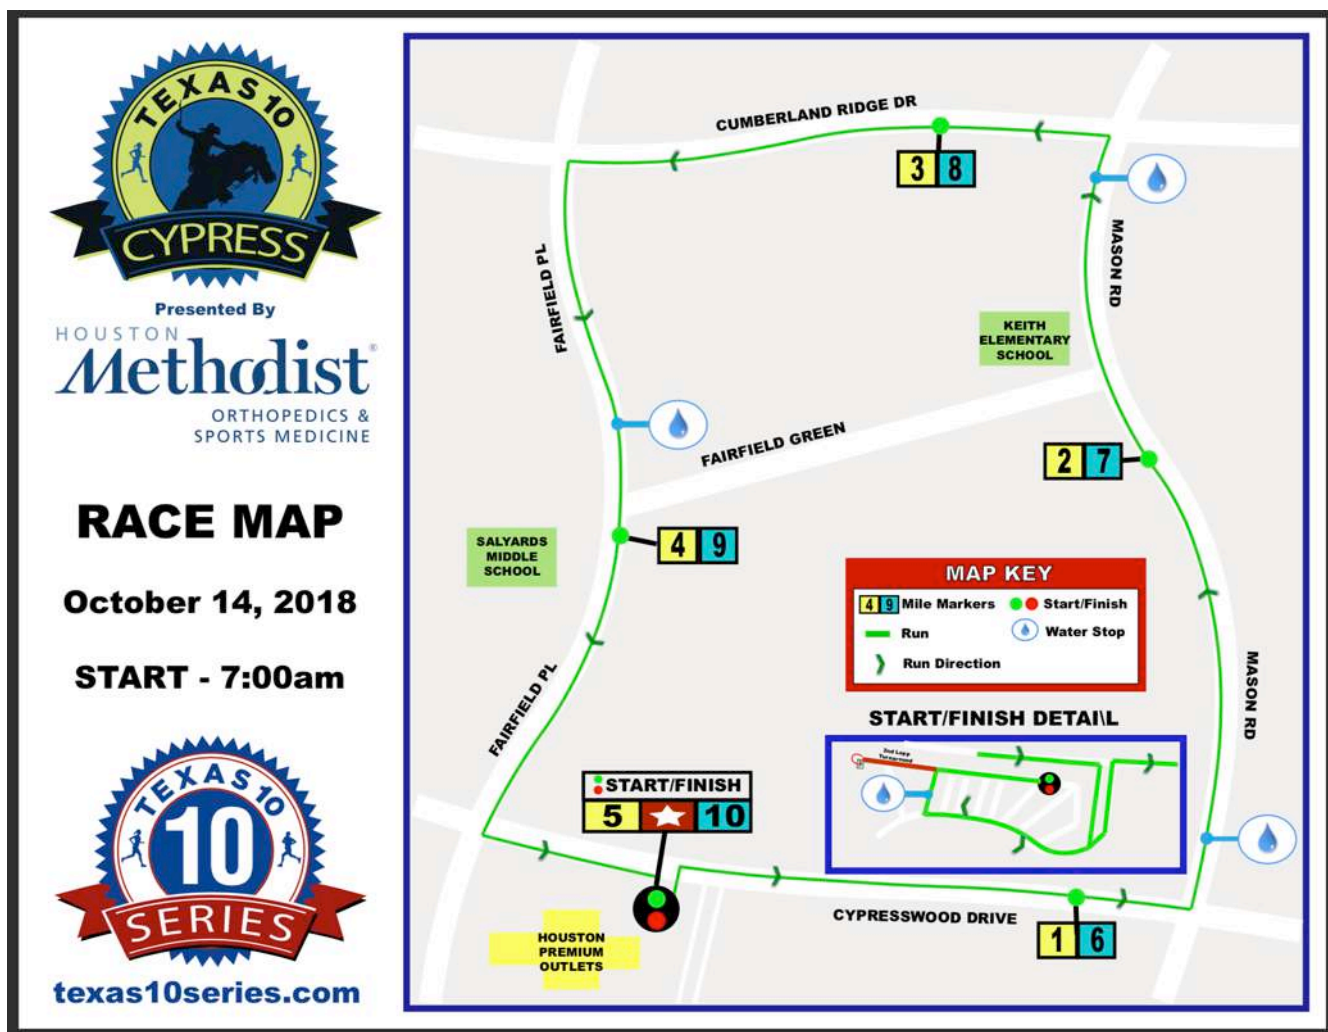 TEXAS 10
CYPRESS
Presented By
HOUSTON
Methodist®
ORTHOPEDICS &
SPORTS MEDICINE
RACE MAP
October 14, 2018
START - 7:00am
TEXAS 10
10
SERIES
texas10series.com
CUMBERLAND RIDGE DR
3 8
MASON RD
FAIRFIELD PL
KEITH
ELEMENTARY
SCHOOL
FAIRFIELD GREEN
2 7
SALYARDS
MIDDLE
SCHOOL
4 9
MAP KEY
4 9 Mile Markers
Start/Finish
Run
Water Stop
Run Direction
FAIRFIELD PL
MASON RD
START/FINISH DETAI\L
2nd Loop
Turnaround
START/FINISH
5 10
CYPRESSWOOD DRIVE
1 6
HOUSTON
PREMIUM
OUTLETS